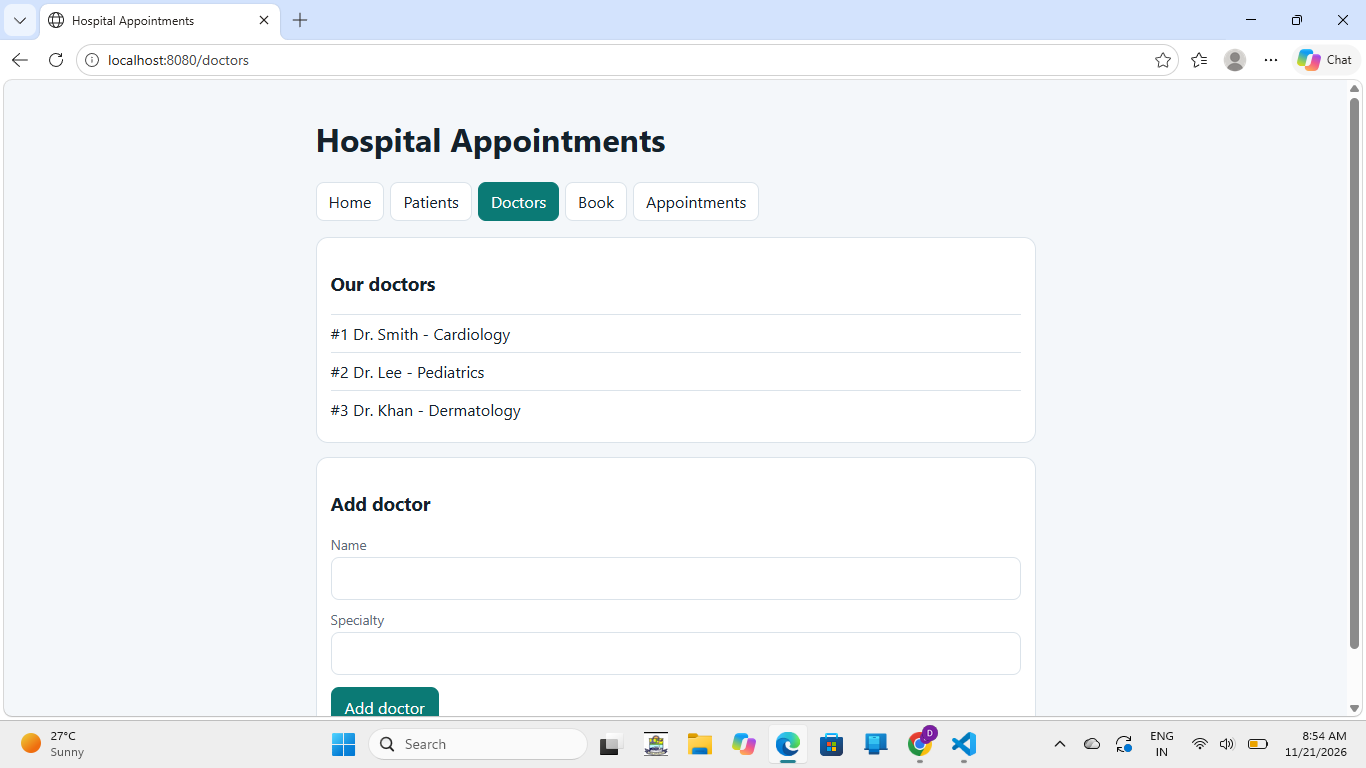 Hospital Appointments
localhost:8080/doctors
Chat
Hospital Appointments
Home Patients Doctors Book Appointments
Our doctors
#1 Dr. Smith - Cardiology
#2 Dr. Lee - Pediatrics
#3 Dr. Khan - Dermatology
Add doctor
Name
Specialty
Add doctor
27°C
Sunny
Search
D
ENG
IN
8:54 AM
11/21/2026